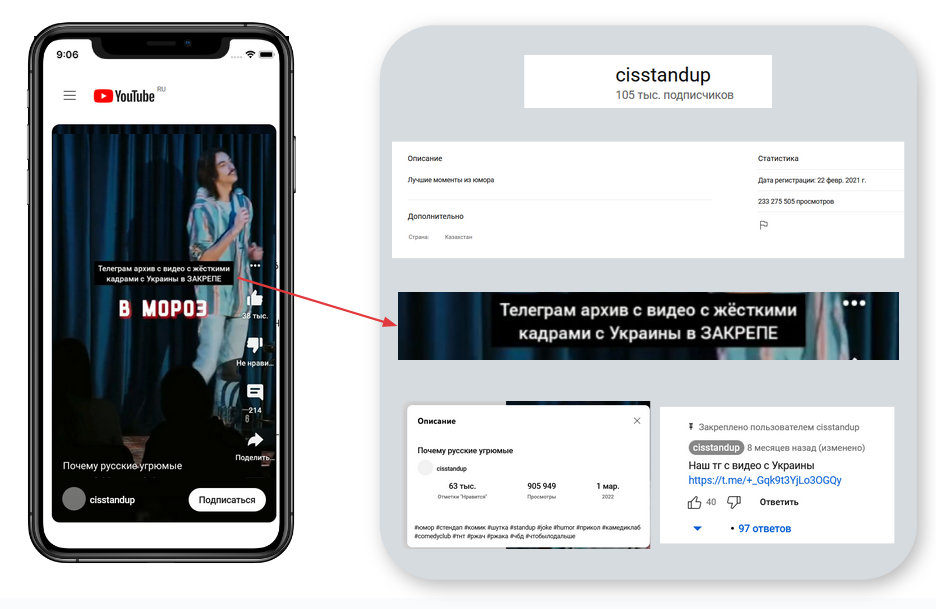 9:06
YouTube RU
Телеграм архив с видео с жёсткими
кадрами с Украины в ЗАКРЕПЕ
В МОРОЗ
38 тыс.
Не нрави...
214
Поделить...
Почему русские угрюмые
cisstandup
Подписаться
cisstandup
105 тыс. подписчиков
Описание
Лучшие моменты из юмора
Дополнительно
Страна: Казахстан
Статистика
Дата регистрации: 22 февр. 2021 г.
233 275 505 просмотров
Телеграм архив с видео с жёсткими
кадрами с Украины в ЗАКРЕПЕ
Описание
Почему русские угрюмые
cisstandup
63 тыс. 905 949 1 мар.
Отметки "Нравится" Просмотры 2022
#юмор #стендап #комик #шутка #standup #joke #humor #прикол #камедиклаб
#comedyclub #тнт #ржач #ржака #чбд #чтобылодальше
Закреплено пользователем cisstandup
cisstandup 8 месяцев назад (изменено)
Наш тг с видео с Украины
https://t.me/+_Gqk9t3YjLo3OGQy
40 Ответить
• 97 ответов